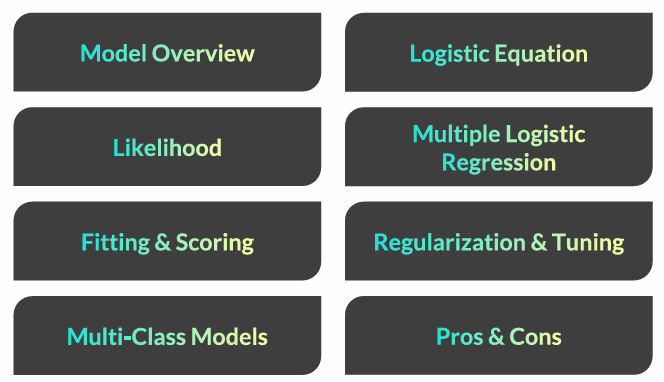 Model Overview
Logistic Equation
Likelihood
Multiple Logistic
Regression
Fitting & Scoring
Regularization & Tuning
Multi-Class Models
Pros & Cons